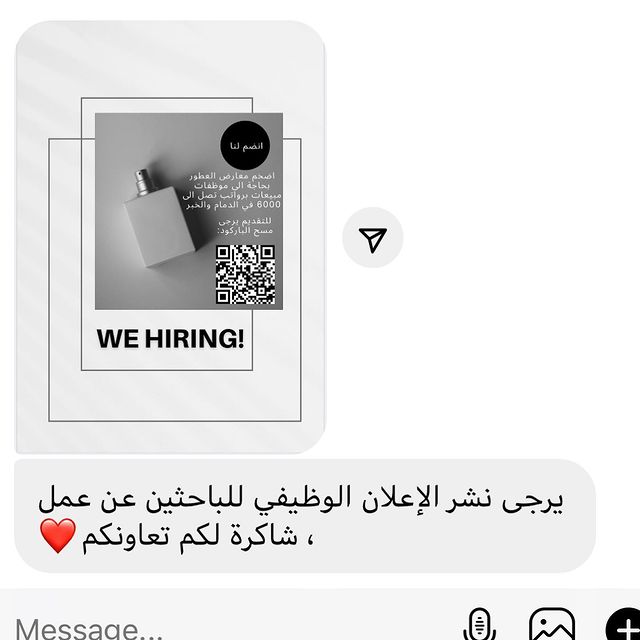 انضم لنا
اضخم معارض العطور
بحاجة الى موظفات
مبيعات برواتب تصل الى
6000 في الدمام والخبر
للتقديم يرجى
مسح الباركود:
WE HIRING!
يرجى نشر الإعلان الوظيفي للباحثين عن عمل
، شاكرة لكم تعاونكم ❤️
Message...